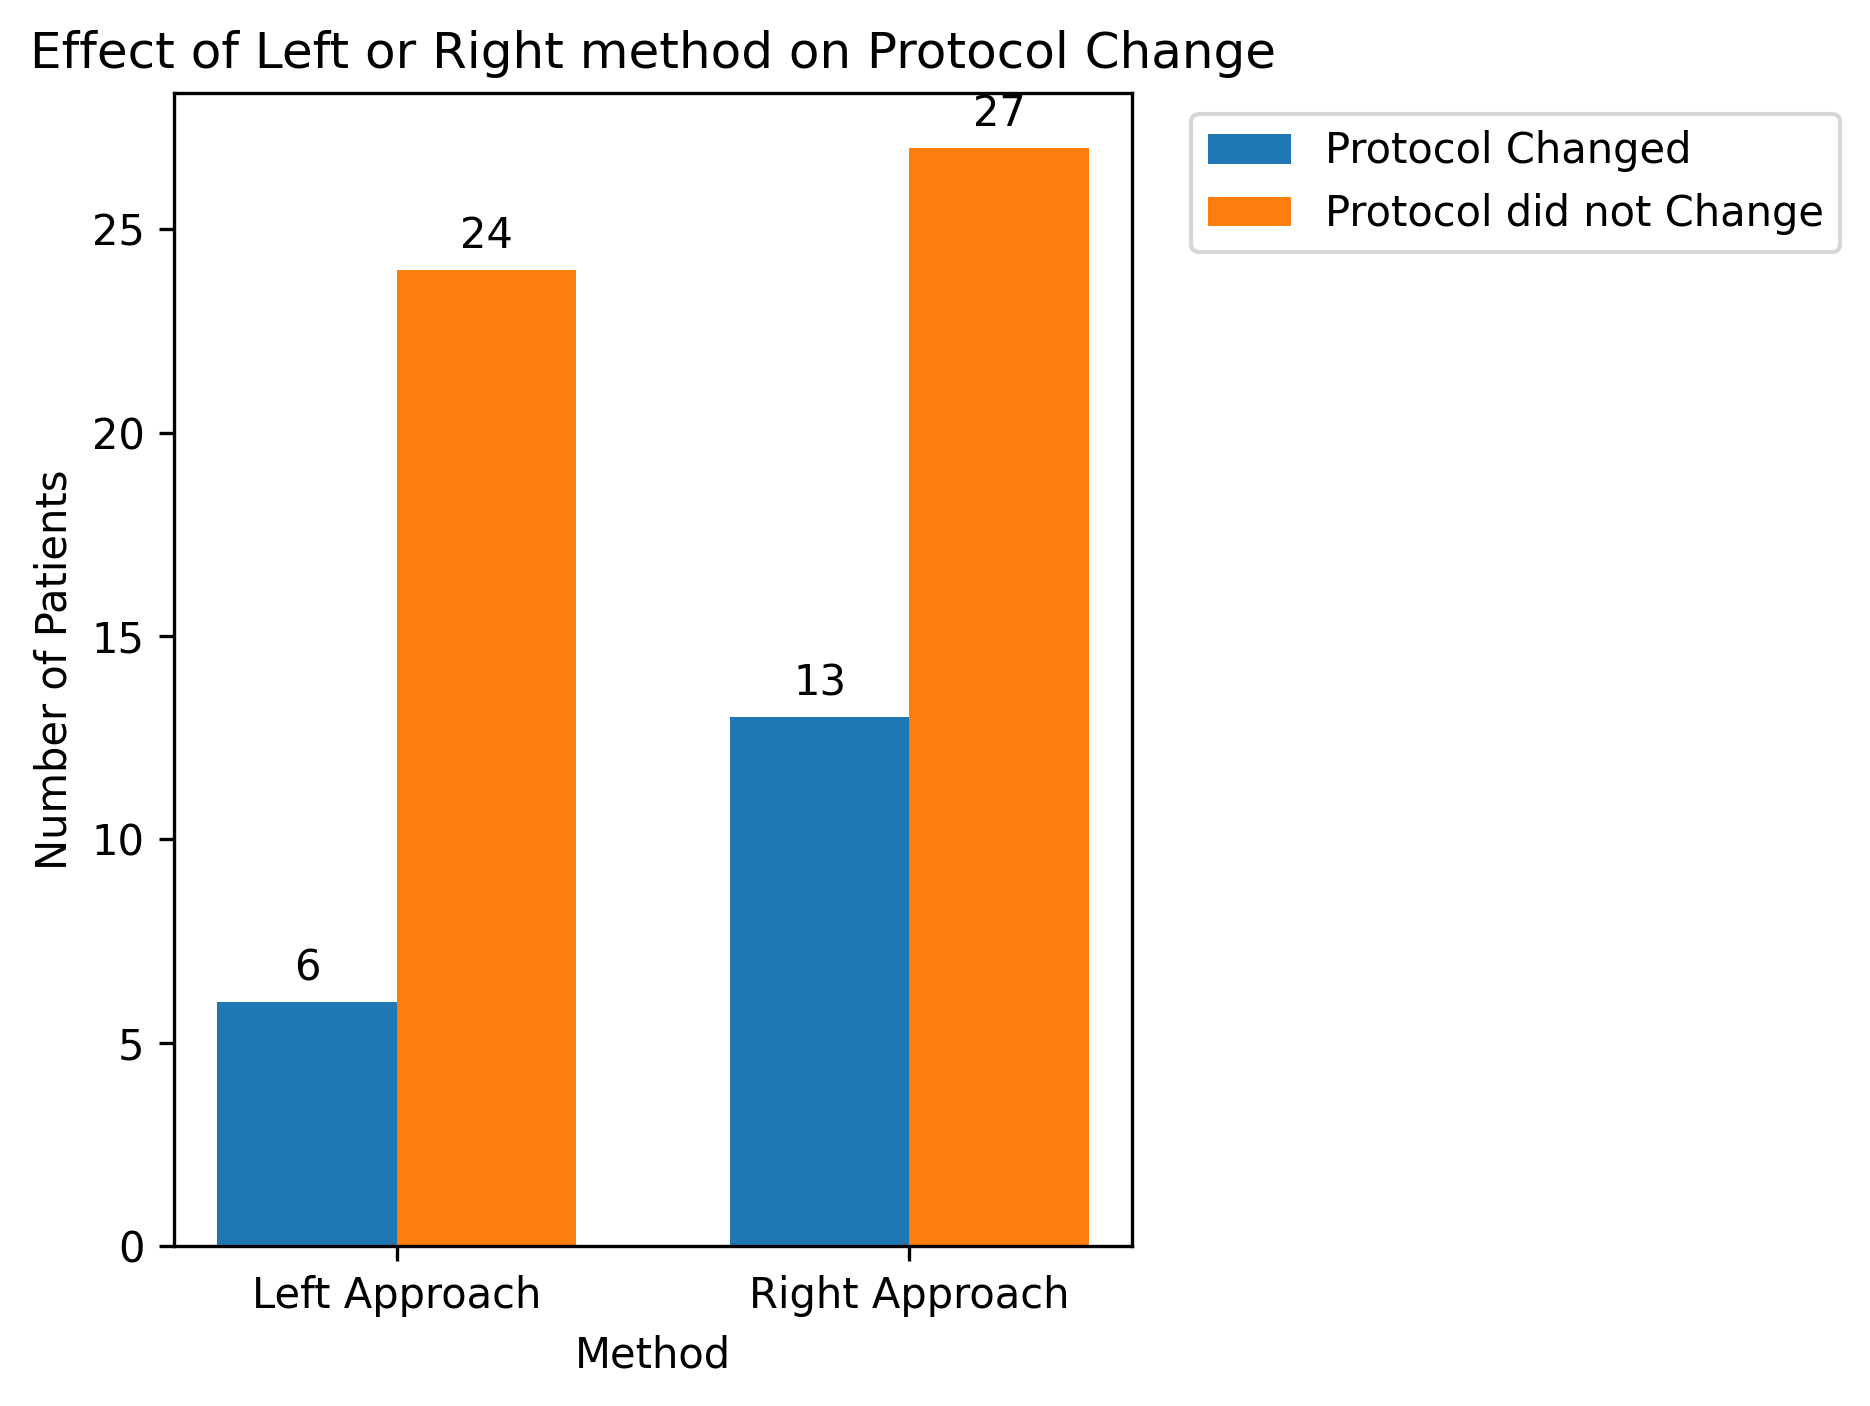 Effect of Left or Right method on Protocol Change
27
Protocol Changed
Protocol did not Change
24
25
20
15
13
10
6
5
0
Number of Patients
Left Approach
Right Approach
Method